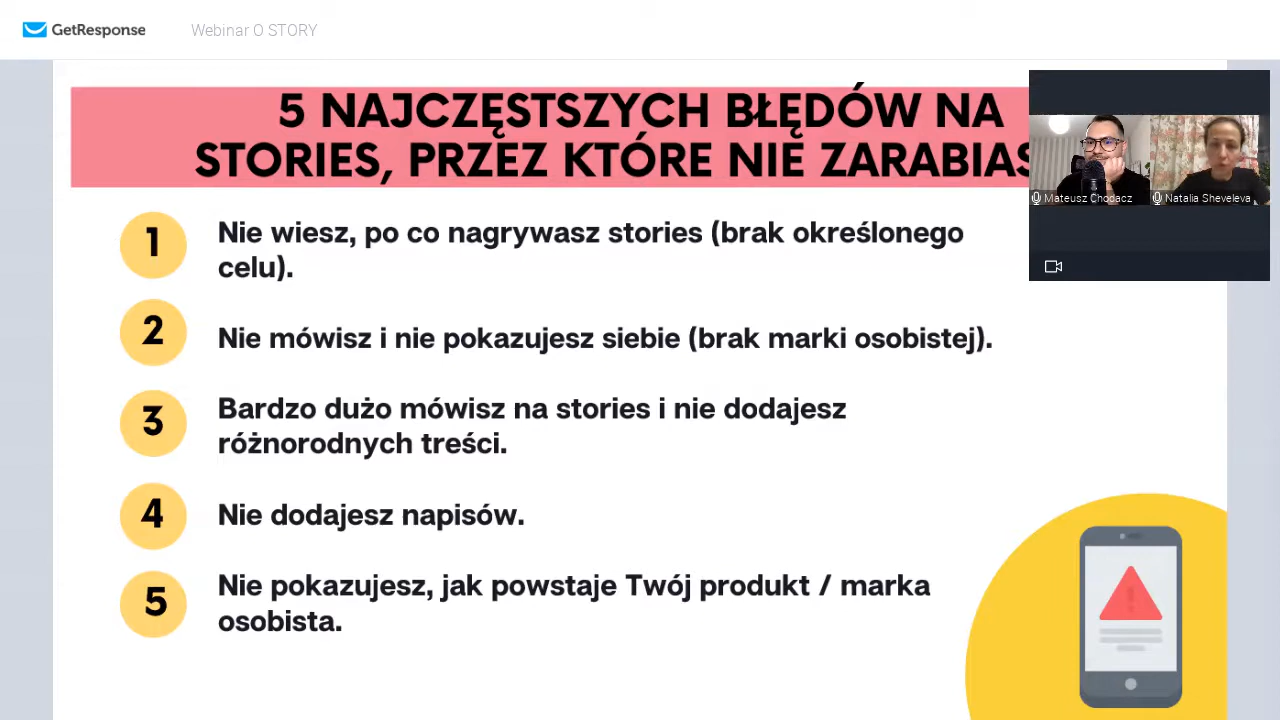 GetResponse
Webinar O STORY
5 NAJCZĘSTSZYCH BŁĘDÓW NA
STORIES, PRZEZ KTÓRE NIE ZARABIAS
Mateusz Chodacz
Natalia Sheveleva
1
Nie wiesz, po co nagrywasz stories (brak określonego
celu).
2
Nie mówisz i nie pokazujesz siebie (brak marki osobistej).
3
Bardzo dużo mówisz na stories i nie dodajesz
różnorodnych treści.
4
Nie dodajesz napisów.
5
Nie pokazujesz, jak powstaje Twój produkt / marka
osobista.